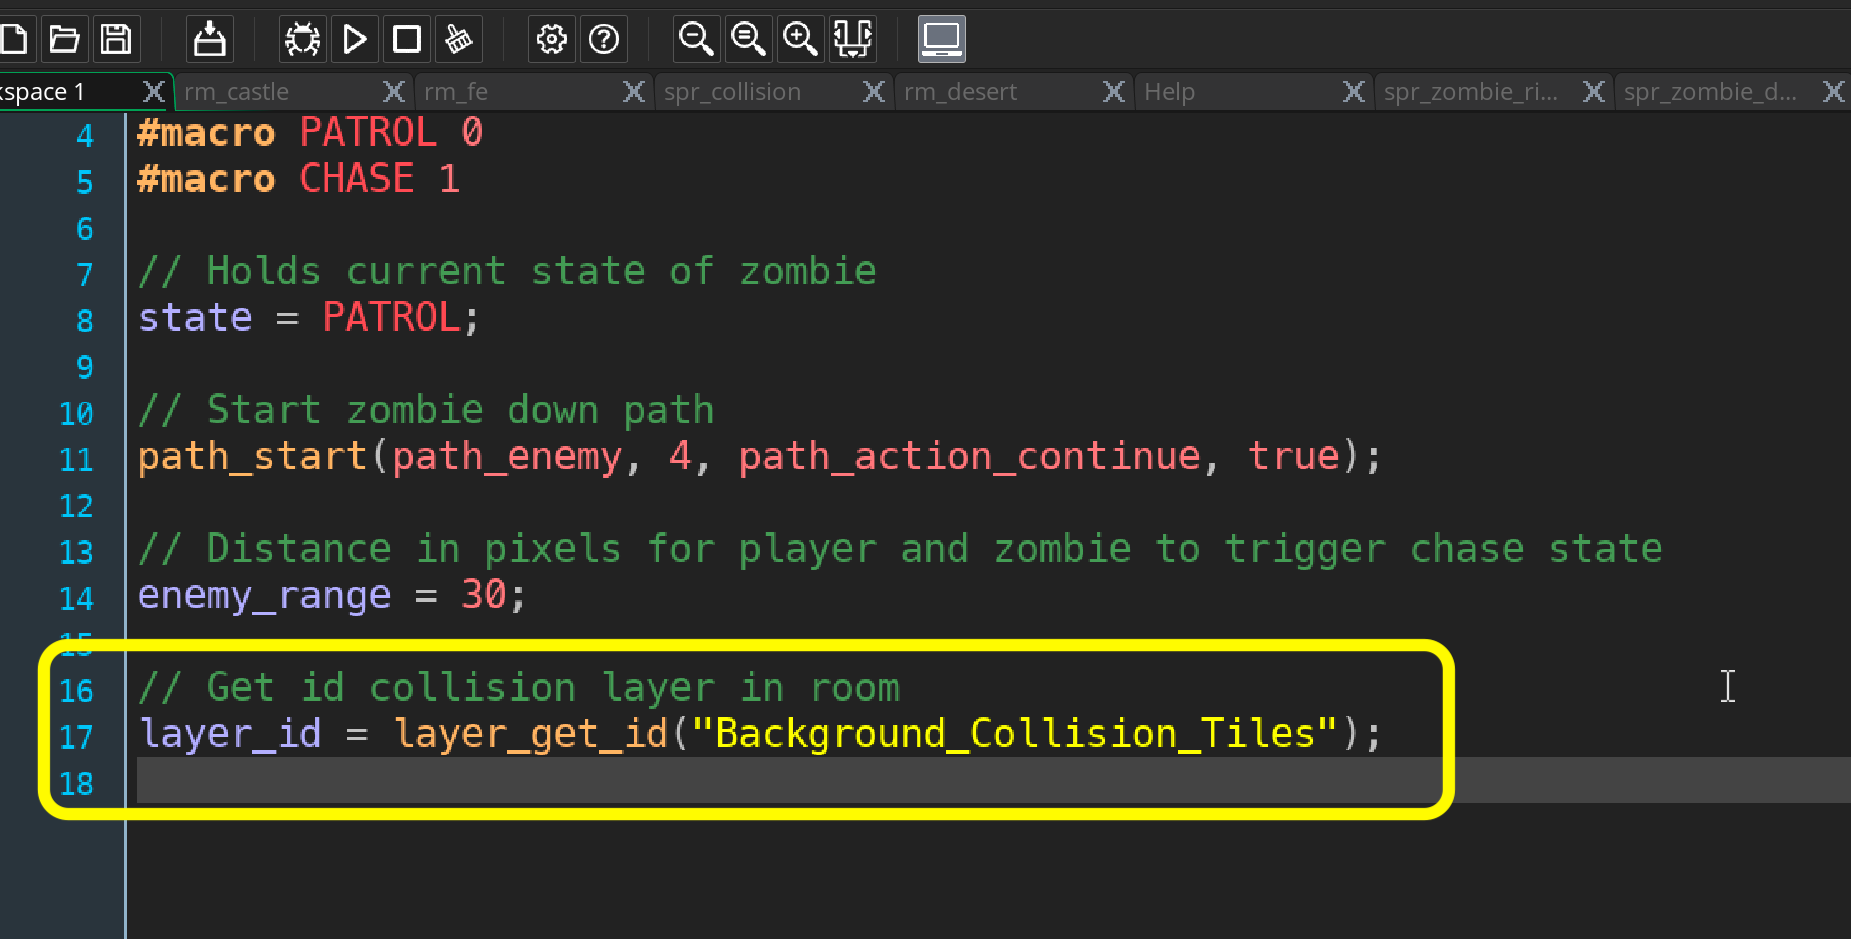 kspace 1 rm_castle rm_fe spr_collision rm_desert Help spr_zombie_ri... spr_zombie_d...
4 #macro PATROL 0
5 #macro CHASE 1
6
7 // Holds current state of zombie
8 state = PATROL;
9
10 // Start zombie down path
11 path_start(path_enemy, 4, path_action_continue, true);
12
13 // Distance in pixels for player and zombie to trigger chase state
14 enemy_range = 30;
15
16 // Get id collision layer in room
17 layer_id = layer_get_id("Background_Collision_Tiles");
18